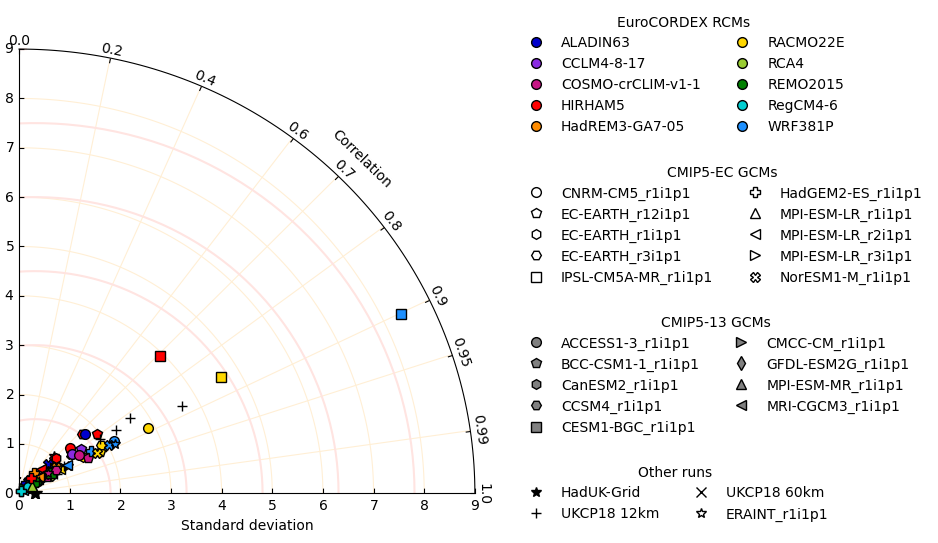 0.0
0.2
0.4
0.6
0.7
0.8
0.9
0.95
0.99
1.0
Correlation
9
8
7
6
5
4
3
2
1
0
0 1 2 3 4 5 6 7 8 9
Standard deviation
EuroCORDEX RCMs
ALADIN63 RACMO22E
CCLM4-8-17 RCA4
COSMO-crCLIM-v1-1 REMO2015
HIRHAM5 RegCM4-6
HadREM3-GA7-05 WRF381P
CMIP5-EC GCMs
CNRM-CM5_r1i1p1 HadGEM2-ES_r1i1p1
EC-EARTH_r12i1p1 MPI-ESM-LR_r1i1p1
EC-EARTH_r1i1p1 MPI-ESM-LR_r2i1p1
EC-EARTH_r3i1p1 MPI-ESM-LR_r3i1p1
IPSL-CM5A-MR_r1i1p1 NorESM1-M_r1i1p1
CMIP5-13 GCMs
ACCESS1-3_r1i1p1 CMCC-CM_r1i1p1
BCC-CSM1-1_r1i1p1 GFDL-ESM2G_r1i1p1
CanESM2_r1i1p1 MPI-ESM-MR_r1i1p1
CCSM4_r1i1p1 MRI-CGCM3_r1i1p1
CESM1-BGC_r1i1p1
Other runs
HadUK-Grid UKCP18 60km
UKCP18 12km ERAINT_r1i1p1